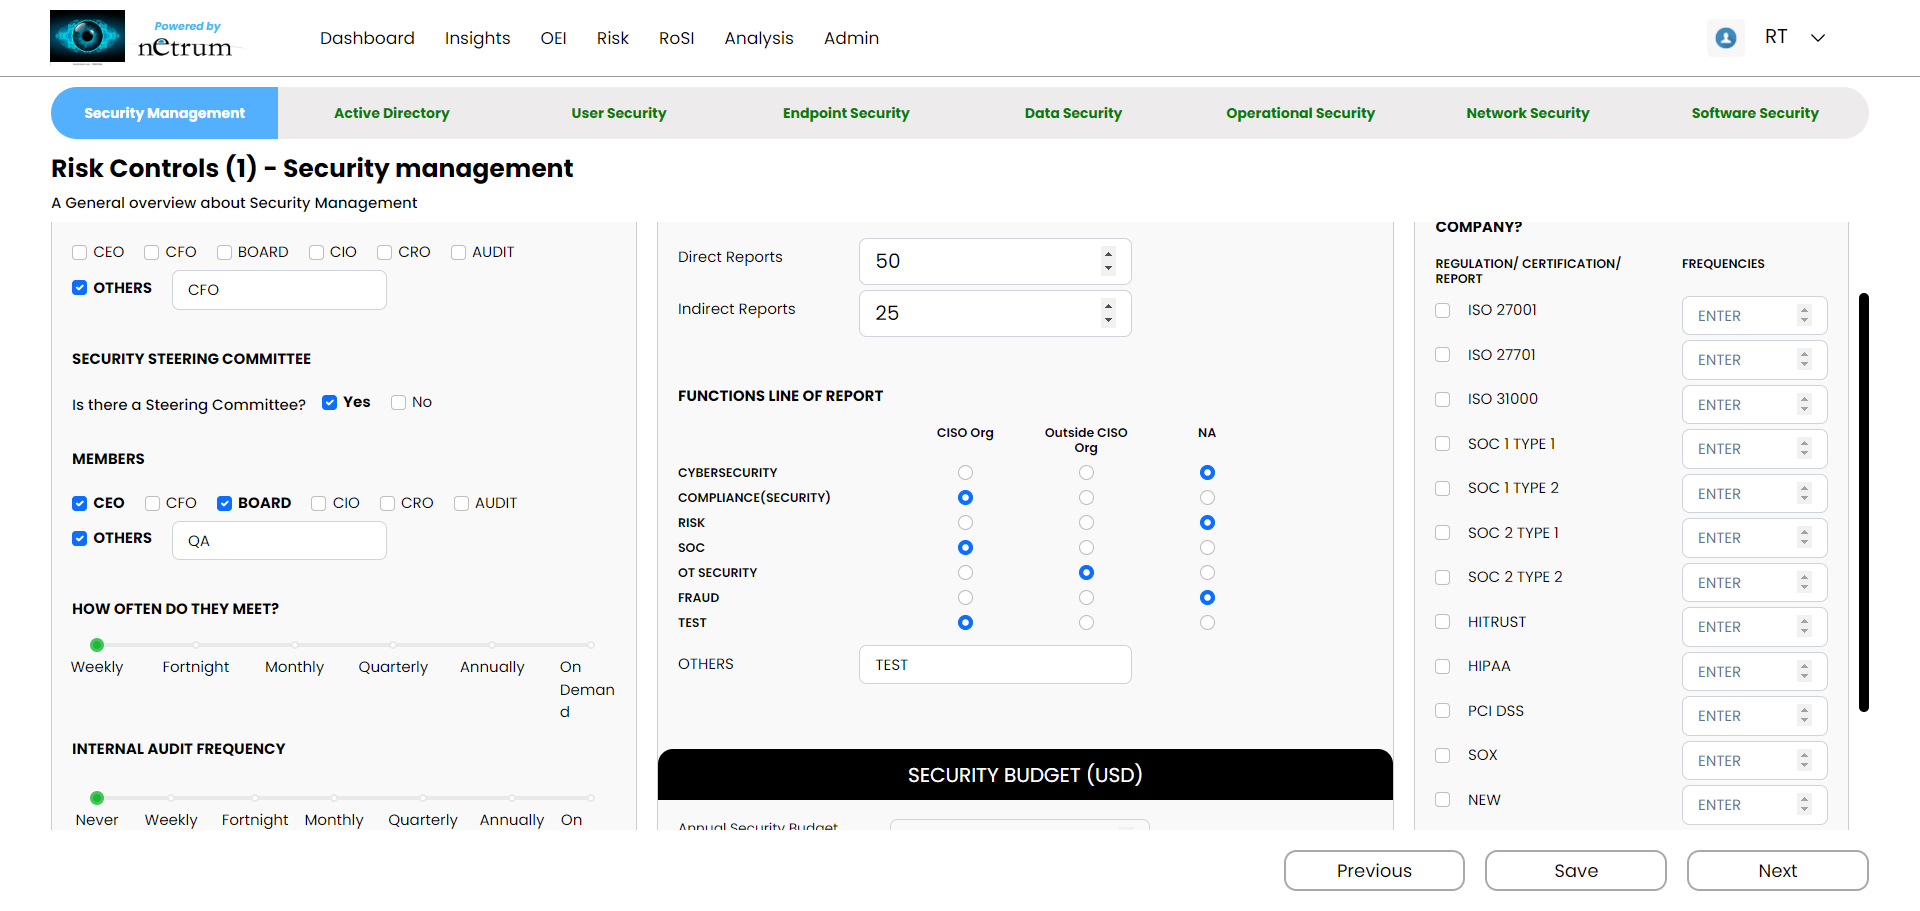 Powered by
netrum
Dashboard Insights OEI Risk RoSI Analysis Admin
RT
Security Management Active Directory User Security Endpoint Security Data Security Operational Security Network Security Software Security
Risk Controls (1) - Security management
A General overview about Security Management
CEO CFO BOARD CIO CRO AUDIT
OTHERS CFO
SECURITY STEERING COMMITTEE
Is there a Steering Committee? Yes No
MEMBERS
CEO CFO BOARD CIO CRO AUDIT
OTHERS QA
HOW OFTEN DO THEY MEET?
Weekly Fortnight Monthly Quarterly Annually On
Deman
d
INTERNAL AUDIT FREQUENCY
Never Weekly Fortnight Monthly Quarterly Annually On
Direct Reports 50
Indirect Reports 25
FUNCTIONS LINE OF REPORT
CISO Org Outside CISO NA
Org
CYBERSECURITY
COMPLIANCE(SECURITY)
RISK
SOC
OT SECURITY
FRAUD
TEST
OTHERS TEST
SECURITY BUDGET (USD)
Annual Security Budget
COMPANY?
REGULATION/ CERTIFICATION/ FREQUENCIES
REPORT
ISO 27001 ENTER
ISO 27701 ENTER
ISO 31000 ENTER
SOC 1 TYPE 1 ENTER
SOC 1 TYPE 2 ENTER
SOC 2 TYPE 1 ENTER
SOC 2 TYPE 2 ENTER
HITRUST ENTER
HIPAA ENTER
PCI DSS ENTER
SOX ENTER
NEW ENTER
Previous Save Next